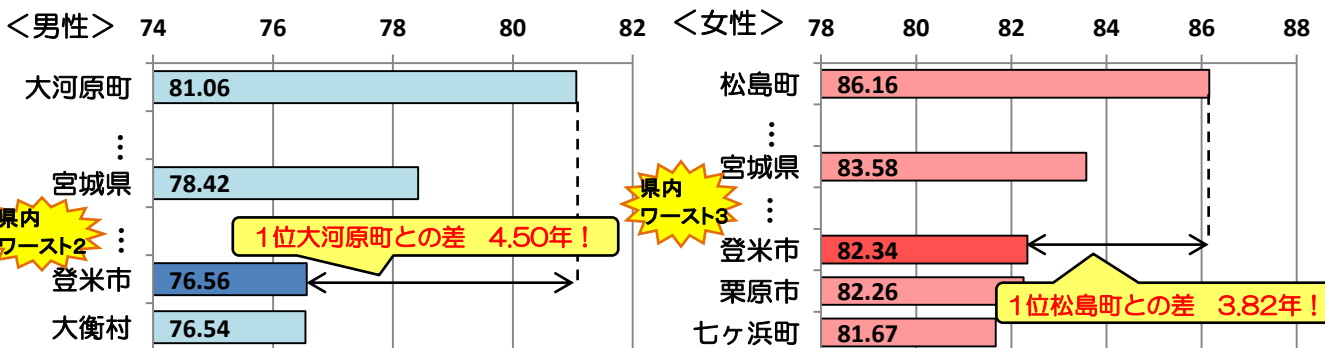 ＜男性＞ 74 76 78 80 82
大河原町 81.06
⋮
宮城県 78.42
県内
ワースト2
⋮
1位大河原町との差 4.50年！
登米市 76.56
大衡村 76.54
＜女性＞ 78 80 82 84 86 88
松島町 86.16
⋮
宮城県 83.58
県内
ワースト3
⋮
登米市 82.34
栗原市 82.26
1位松島町との差 3.82年！
七ヶ浜町 81.67